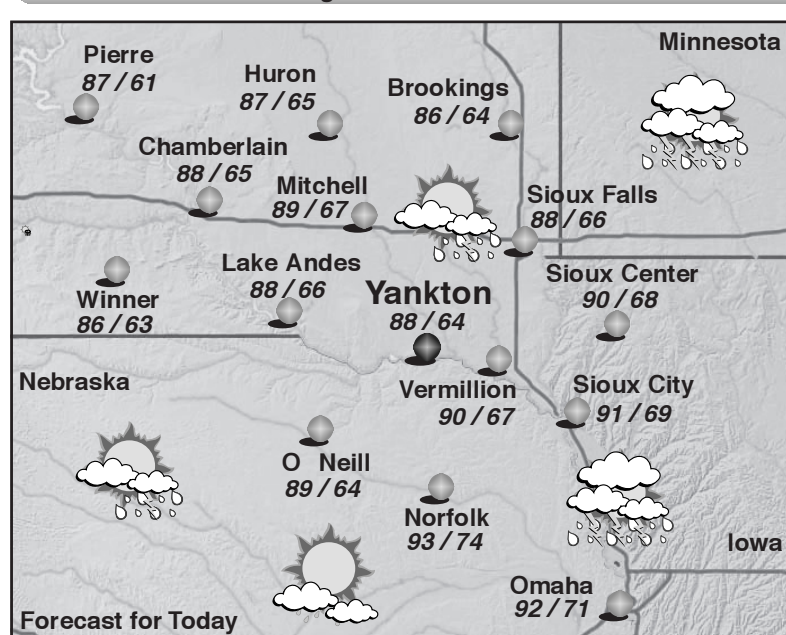 Minnesota
Pierre
87 / 61
Huron
87 / 65
Brookings
86 / 64
Chamberlain
88 / 65
Mitchell
89 / 67
Sioux Falls
88 / 66
Lake Andes
88 / 66
Winner
86 / 63
Yankton
88 / 64
Sioux Center
90 / 68
Nebraska
Vermillion
90 / 67
Sioux City
91 / 69
O Neill
89 / 64
Norfolk
93 / 74
Iowa
Omaha
92 / 71
Forecast for Today